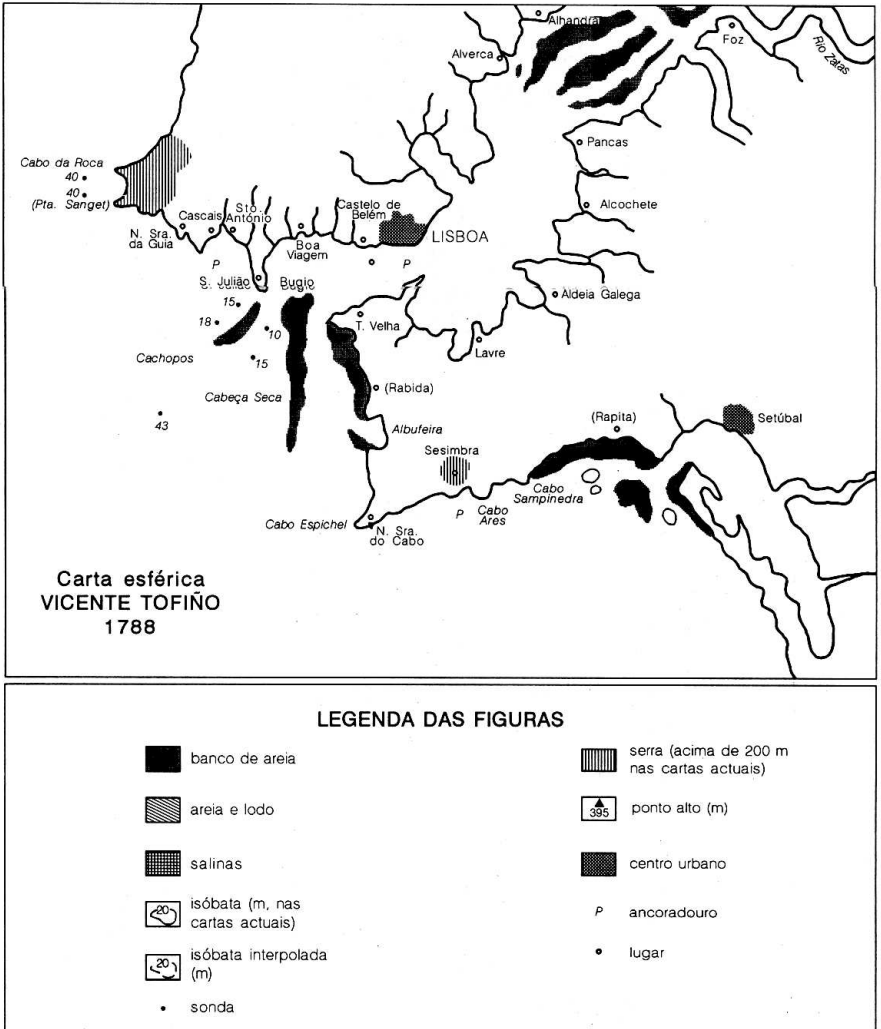 Alhandra
Alverca
Foz
Rio Zatas
Pancas
Cabo da Roca
40
40
(Pta. Sanget)
Alcochete
Cascais
Sto.
António
Castelo de
Belém
LISBOA
N. Sra.
da Guia
Boa
Viagem
P
P
S. Julião
Bugio
Aldeia Galega
15
18
10
T. Velha
15
Lavre
Cachopos
Cabeça Seca
(Rabida)
43
Albufeira
(Rapita)
Setúbal
Sesimbra
Cabo
Sampinedra
Cabo Espichel
P
Cabo
Ares
N. Sra.
do Cabo
Carta esférica
VICENTE TOFIÑO
1788
LEGENDA DAS FIGURAS
banco de areia
areia e lodo
salinas
20
isóbata (m, nas
cartas actuais)
20
isóbata interpolada
(m)
sonda
serra (acima de 200 m
nas cartas actuais)
395
ponto alto (m)
centro urbano
P
ancoradouro
lugar